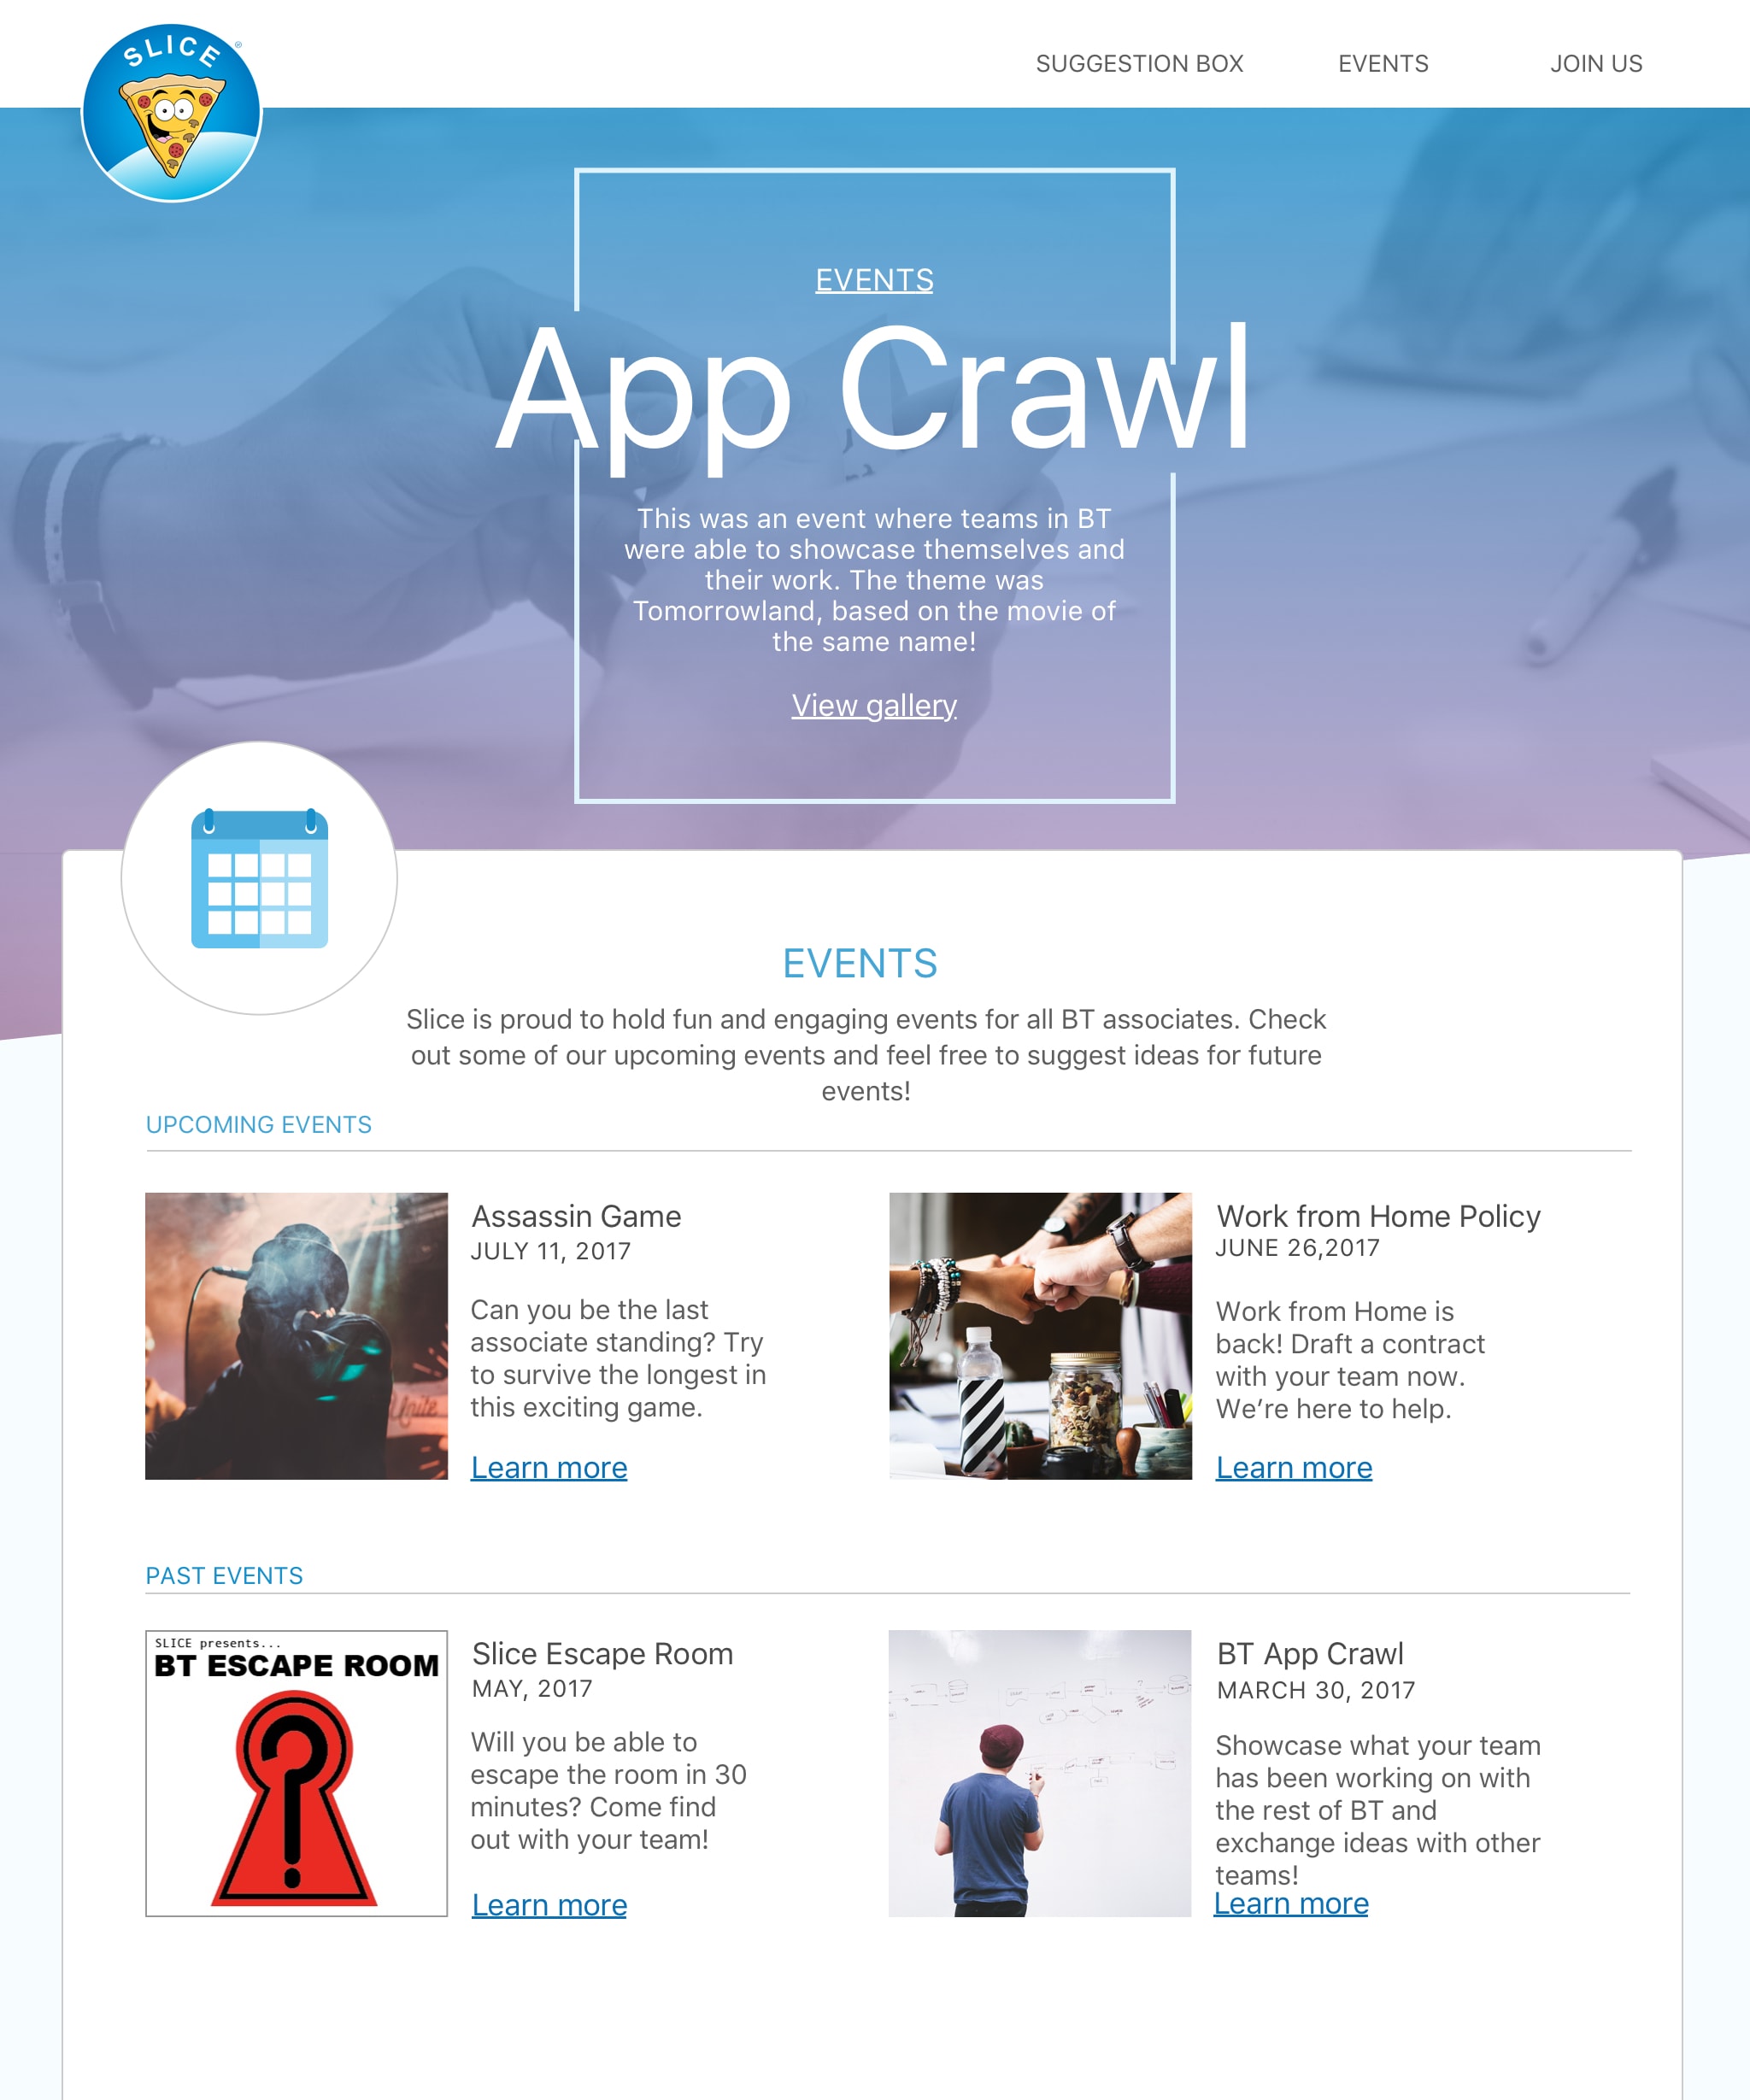 SLICE
®
SUGGESTION BOX
EVENTS
JOIN US
EVENTS
App Crawl
This was an event where teams in BT
were able to showcase themselves and
their work. The theme was
Tomorrowland, based on the movie of
the same name!
View gallery
EVENTS
Slice is proud to hold fun and engaging events for all BT associates. Check
out some of our upcoming events and feel free to suggest ideas for future
events!
UPCOMING EVENTS
Assassin Game
JULY 11, 2017
Can you be the last
associate standing? Try
to survive the longest in
this exciting game.
Learn more
Unite
Work from Home Policy
JUNE 26,2017
Work from Home is
back! Draft a contract
with your team now.
We’re here to help.
Learn more
PAST EVENTS
SLICE presents...
BT ESCAPE ROOM
Slice Escape Room
MAY, 2017
Will you be able to
escape the room in 30
minutes? Come find
out with your team!
Learn more
BT App Crawl
MARCH 30, 2017
Showcase what your team
has been working on with
the rest of BT and
exchange ideas with other
teams!
Learn more